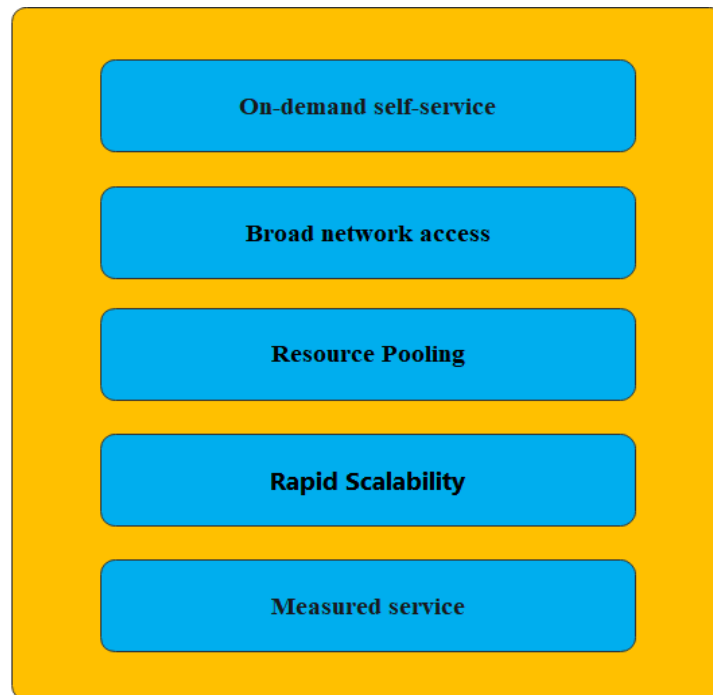 On-demand self-service
Broad network access
Resource Pooling
Rapid Scalability
Measured service